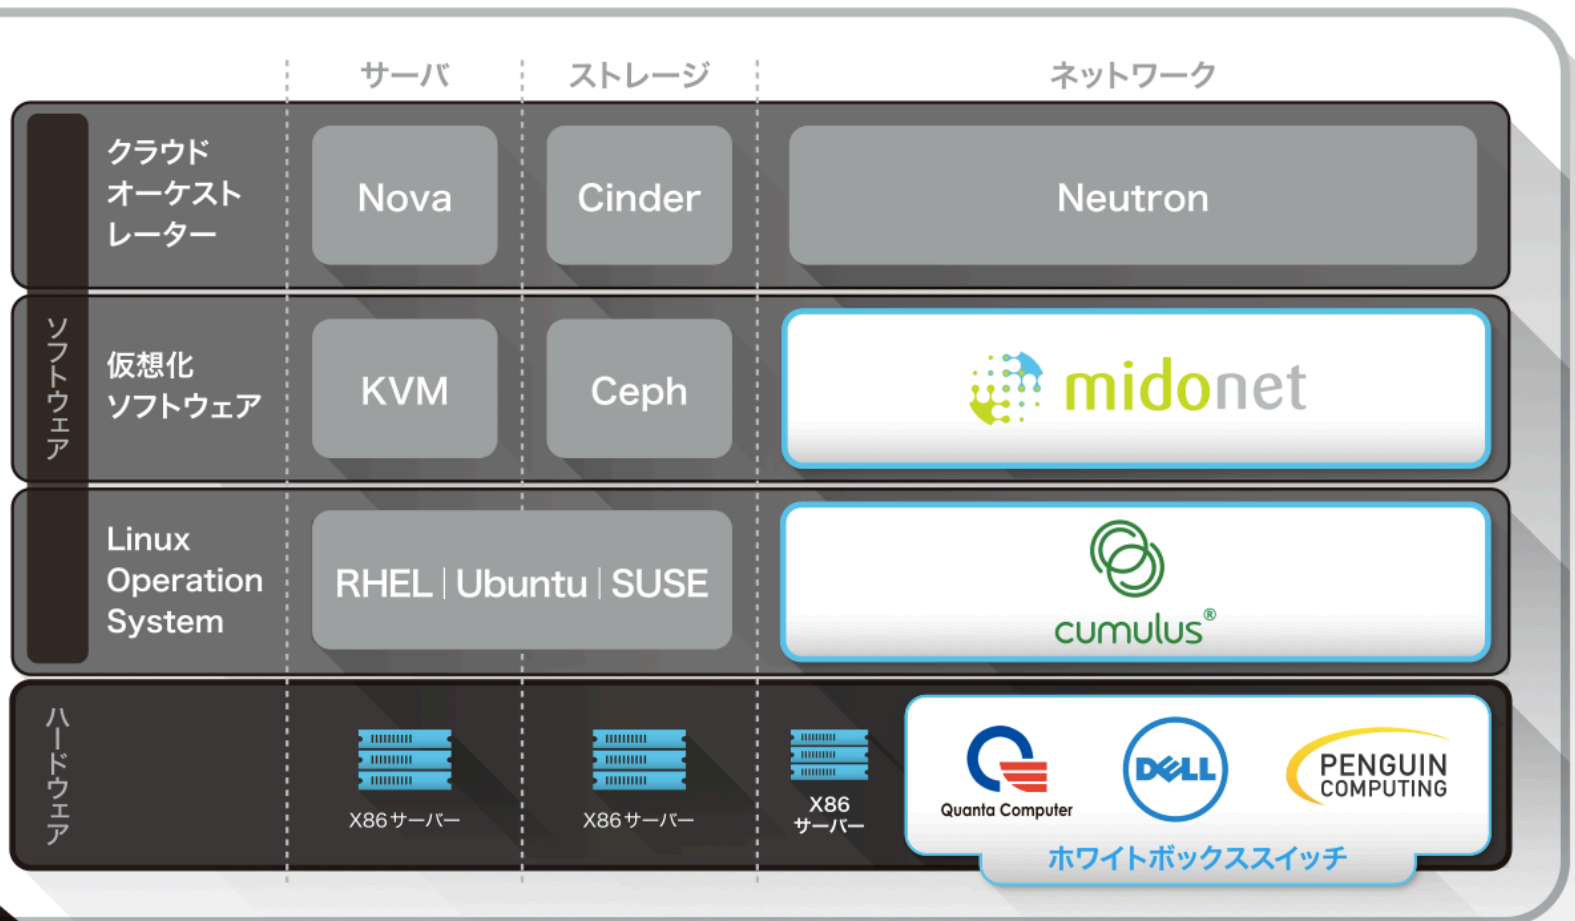 サーバ
ストレージ
ネットワーク
ソフトウェア
クラウド
オーケスト
レーター
Nova
Cinder
Neutron
仮想化
ソフトウェア
KVM
Ceph
midonet
Linux
Operation
System
RHEL | Ubuntu | SUSE
cumulus®
ハードウェア
X86サーバー
X86サーバー
X86
サーバー
Quanta Computer
DELL
PENGUIN
COMPUTING
ホワイトボックススイッチ